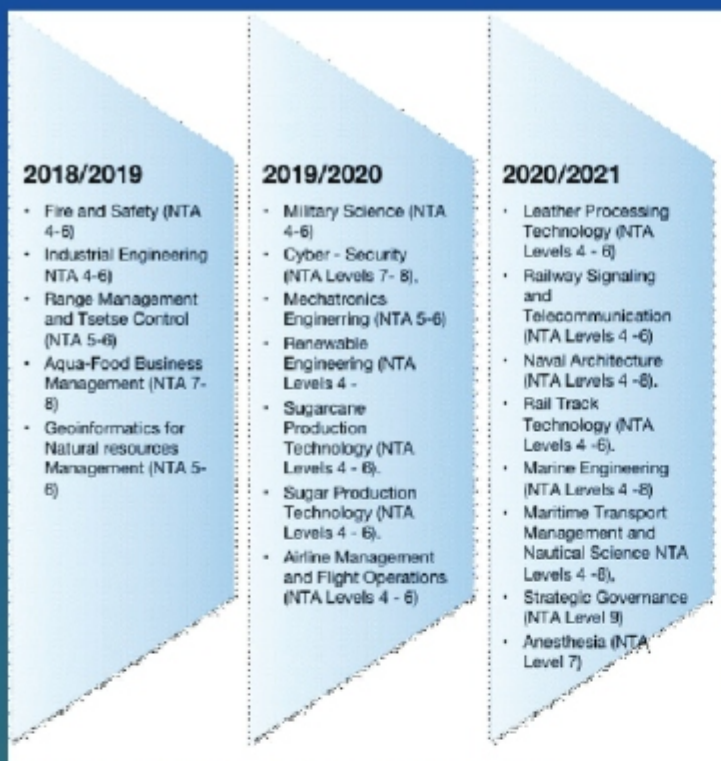 2018/2019
• Fire and Safety (NTA
4-6)
• Industrial Engineering
NTA 4-6)
• Range Management
and Tsetse Control
(NTA 5-6)
• Aqua-Food Business
Management (NTA 7-
8)
• Geoinformatics for
Natural resources
Management (NTA 5-
6)
2019/2020
• Military Science (NTA
4-6)
• Cyber - Security
(NTA Levels 7- 8),
• Mechatronics
Enginerring (NTA 5-6)
• Renewable
Engineering (NTA
Levels 4 -
• Sugarcane
Production
Technology (NTA
Levels 4 - 6).
• Sugar Production
Technology (NTA
Levels 4 - 6).
• Airline Management
and Flight Operations
(NTA Levels 4 - 6)
2020/2021
• Leather Processing
Technology (NTA
Levels 4 - 6)
• Railway Signaling
and
Telecommunication
(NTA Levels 4 -6)
• Naval Architecture
(NTA Levels 4 -8).
• Rail Track
Technology (NTA
Levels 4 -6).
• Marine Engineering
(NTA Levels 4 -8)
• Maritime Transport
Management and
Nautical Science NTA
Levels 4 -8),
• Strategic Governance
(NTA Level 9)
• Anesthesia (NTA
Level 7)